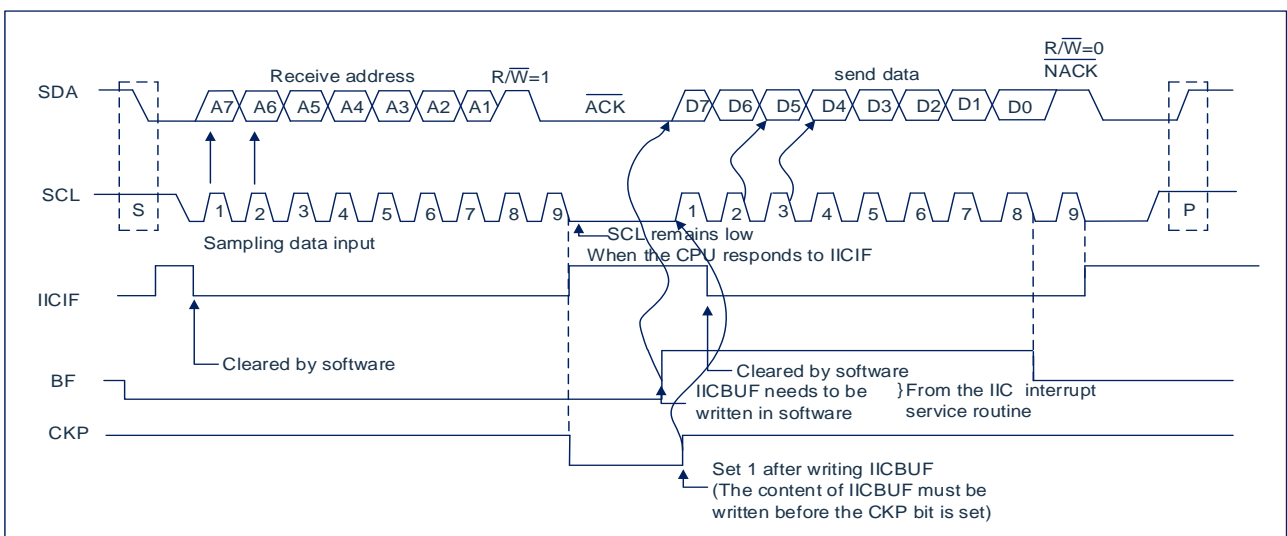 R/W=0
NACK
Receive address
R/W=1
send data
SDA
A7 A6 A5 A4 A3 A2 A1
ACK
D7 D6 D5 D4 D3 D2 D1 D0
SCL
S
1 2 3 4 5 6 7 8 9
1 2 3 4 5 6 7 8 9
P
Sampling data input
SCL remains low
When the CPU responds to IICIF
IICIF
Cleared by software
Cleared by software
BF
IICBUF needs to be
written in software
}From the IIC interrupt
service routine
CKP
Set 1 after writing IICBUF
(The content of IICBUF must be
written before the CKP bit is set)